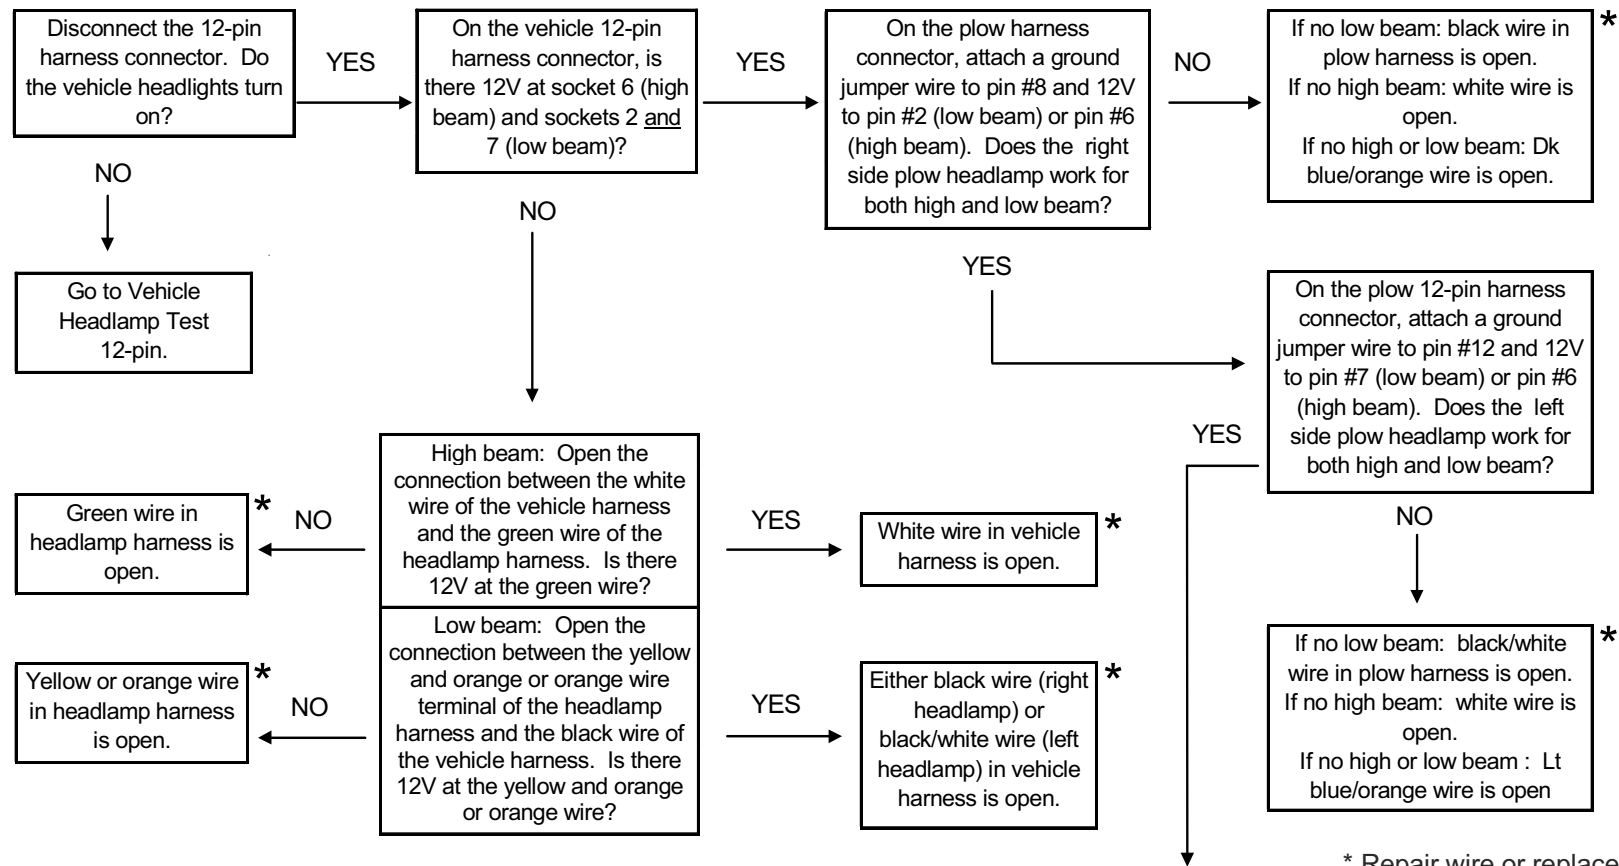 Disconnect the 12-pin
harness connector. Do
the vehicle headlights turn
on?
YES
On the vehicle 12-pin
harness connector, is
there 12V at socket 6 (high
beam) and sockets 2 and
7 (low beam)?
YES
On the plow harness
connector, attach a ground
jumper wire to pin #8 and 12V
to pin #2 (low beam) or pin #6
(high beam). Does the right
side plow headlamp work for
both high and low beam?
NO
If no low beam: black wire in
plow harness is open.
If no high beam: white wire is
open.
If no high or low beam: Dk
blue/orange wire is open.
*
NO
Go to Vehicle
Headlamp Test
12-pin.
NO
YES
On the plow 12-pin harness
connector, attach a ground
jumper wire to pin #12 and 12V
to pin #7 (low beam) or pin #6
(high beam). Does the left
side plow headlamp work for
both high and low beam?
YES
NO
High beam: Open the
connection between the white
wire of the vehicle harness
and the green wire of the
headlamp harness. Is there
12V at the green wire?
NO
Green wire in
headlamp harness is
open.
*
YES
White wire in vehicle
harness is open.
*
Low beam: Open the
connection between the yellow
and orange or orange wire
terminal of the headlamp
harness and the black wire of
the vehicle harness. Is there
12V at the yellow and orange
or orange wire?
NO
Yellow or orange wire
in headlamp harness
is open.
*
YES
Either black wire (right
headlamp) or
black/white wire (left
headlamp) in vehicle
harness is open.
*
If no low beam: black/white
wire in plow harness is open.
If no high beam: white wire is
open.
If no high or low beam : Lt
blue/orange wire is open
*
* Repair wire or replace